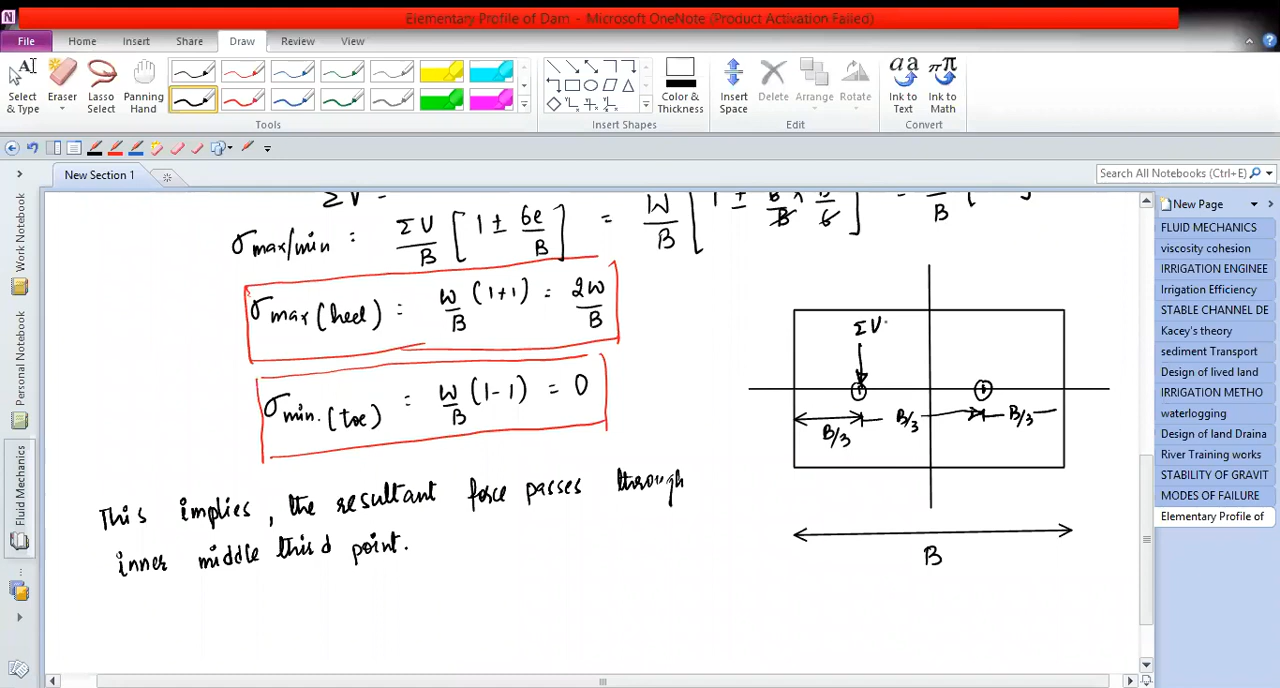 Elementary Profile of Dam - Microsoft OneNote (Product Activation Failed)
File Home Insert Share Draw Review View
Select & Type
Eraser
Lasso Select
Panning Hand
Color & Thickness
Insert Space
Delete
Arrange
Rotate
Ink to Text
Ink to Math
Tools
Insert Shapes
Edit
Convert
New Section 1
Search All Notebooks (Ctrl+E)
Work Notebook
Personal Notebook
Fluid Mechanics
New Page
FLUID MECHANICS
viscosity cohesion
IRRIGATION ENGINEE
Irrigation Efficiency
STABLE CHANNEL DE
Kacey's theory
sediment Transport
Design of lived land
IRRIGATION METHO
waterlogging
Design of land Draina
River Training works
STABILITY OF GRAVIT
MODES OF FAILURE
Elementary Profile of
ΣV =
σmax/min : ΣV/B [1 ± 6e/B] = W/B [1 ± 6/B × B/6] =
σmax (heel) = W/B (1+1) = 2W/B
σmin. (toe) = W/B (1-1) = 0
This implies, the resultant force passes through
inner middle third point.
ΣV
B/3 B/3 B/3
B